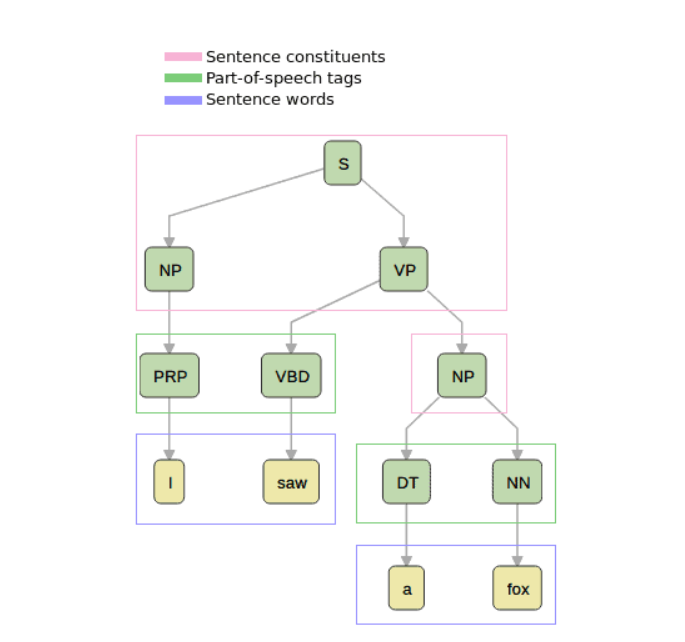 Sentence constituents
Part-of-speech tags
Sentence words
S
NP VP
PRP VBD NP
I saw DT NN
a fox